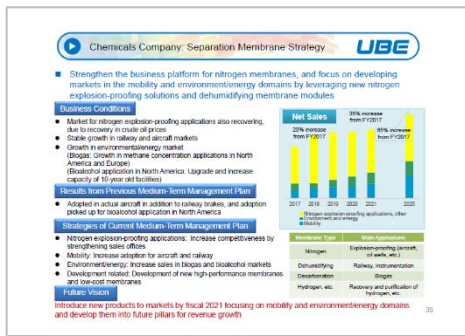 Chemicals Company: Separation Membrane Strategy
UBE
Strengthen the business platform for nitrogen membranes, and focus on developing
markets in the mobility and environment/energy domains by leveraging new nitrogen
explosion-proofing solutions and dehumidifying membrane modules
Business Conditions
Market for nitrogen explosion-proofing applications also recovering,
due to recovery in crude oil prices
Stable growth in railway and aircraft markets
Growth in environmental/energy market
(Biogas: Growth in methane concentration applications in North
America and Europe)
(Bioalcohol application in North America: Upgrade and increase
capacity of 10-year old facilities)
Results from Previous Medium-Term Management Plan
Adopted in actual aircraft in addition to railway brakes, and adoption
picked up for bioalcohol application in North America
Strategies of Current Medium-Term Management Plan
Nitrogen explosion-proofing applications: Increase competitiveness by
strengthening sales offices
Mobility: Increase adoption for aircraft and railway
Environment/energy: Increase sales in biogas and bioalcohol markets
Development related: Development of new high-performance membranes
and low-cost membranes
Future Vision
Introduce new products to markets by fiscal 2021 focusing on mobility and environment/energy domains
and develop them into future pillars for revenue growth
Net Sales
35% increase
from FY2017
20% increase
from FY2017
65% increase
from FY2017
2017 2018 2019 2020 2021 2025
Nitrogen explosion-proofing applications, other
Environment and energy
Mobility
Membrane Type Main Applications
Nitrogen Explosion-proofing (aircraft,
oil wells, etc.)
Dehumidifying Railway, instrumentation
Decarbonation Biogas
Hydrogen, etc. Recovery and purification of
hydrogen, etc.
35